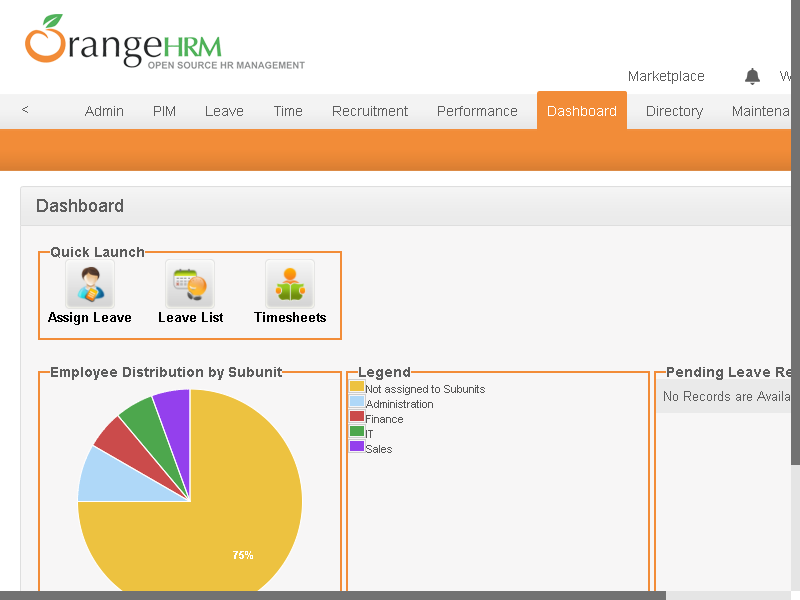 OrangeHRM
OPEN SOURCE HR MANAGEMENT
Marketplace
<
Admin
PIM
Leave
Time
Recruitment
Performance
Dashboard
Directory
Maintena
Dashboard
Quick Launch
Assign Leave
Leave List
Timesheets
Employee Distribution by Subunit
75%
Legend
Not assigned to Subunits
Administration
Finance
IT
Sales
Pending Leave Re
No Records are Availa